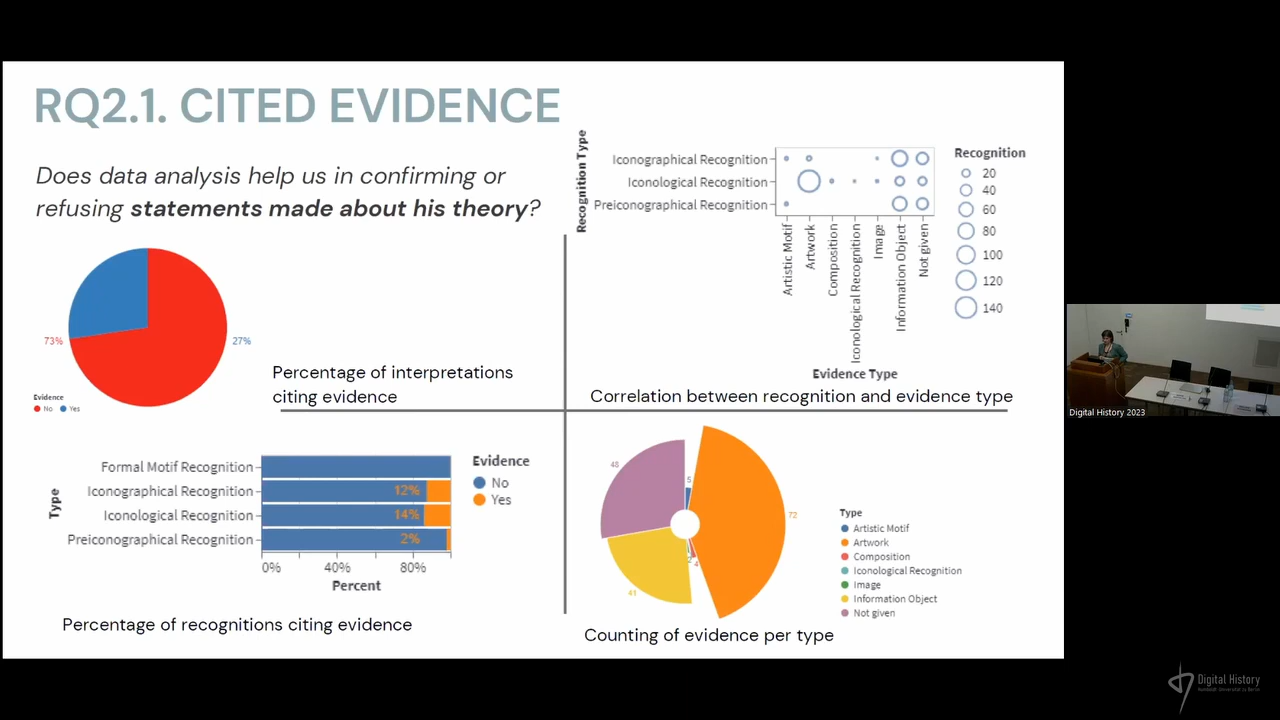 RQ2.1. CITED EVIDENCE
Does data analysis help us in confirming or
refusing statements made about his theory?
73%
27%
Evidence
No Yes
Percentage of interpretations
citing evidence
Recognition Type
Iconographical Recognition
Iconological Recognition
Preiconographical Recognition
Artistic Motif
Artwork
Composition
Iconological Recognition
Image
Information Object
Not given
Evidence Type
Recognition
20
40
60
80
100
120
140
Correlation between recognition and evidence type
Type
Formal Motif Recognition
Iconographical Recognition
Iconological Recognition
Preiconographical Recognition
12%
14%
2%
0% 40% 80%
Percent
Evidence
No
Yes
Percentage of recognitions citing evidence
48
5
72
41
2
4
Type
Artistic Motif
Artwork
Composition
Iconological Recognition
Image
Information Object
Not given
Counting of evidence per type
Digital History 2023
Digital History